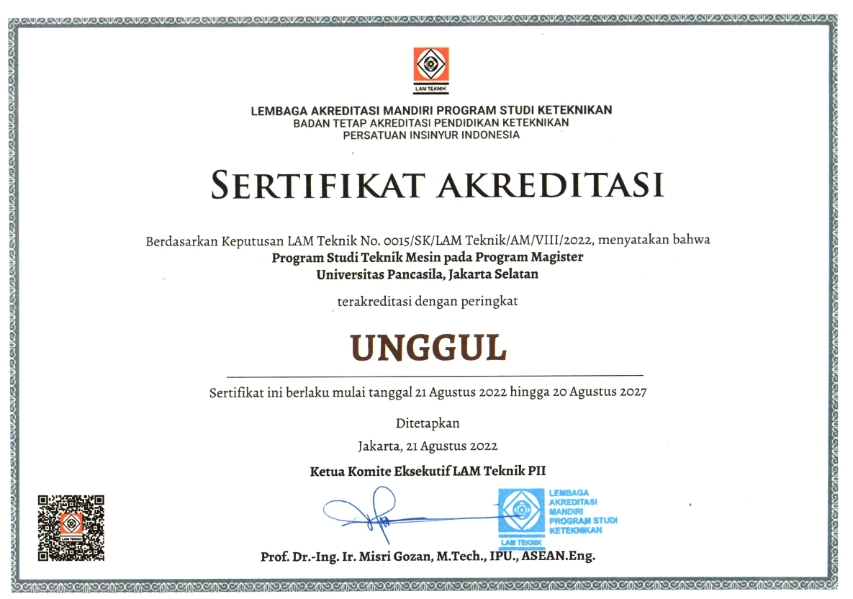 LAM TEKNIK
LEMBAGA AKREDITASI MANDIRI PROGRAM STUDI KETEKNIKAN
BADAN TETAP AKREDITASI PENDIDIKAN KETEKNIKAN
PERSATUAN INSINYUR INDONESIA
SERTIFIKAT AKREDITASI
Berdasarkan Keputusan LAM Teknik No. 0015/SK/LAM Teknik/AM/VIII/2022, menyatakan bahwa
Program Studi Teknik Mesin pada Program Magister
Universitas Pancasila, Jakarta Selatan
terakreditasi dengan peringkat
UNGGUL
Sertifikat ini berlaku mulai tanggal 21 Agustus 2022 hingga 20 Agustus 2027
Ditetapkan
Jakarta, 21 Agustus 2022
Ketua Komite Eksekutif LAM Teknik PII
LEMBAGA
AKREDITASI
MANDIRI
PROGRAM STUDI
KETEKNIKAN
LAM TEKNIK
Prof. Dr.-Ing. Ir. Misri Gozan, M.Tech., IPU., ASEAN.Eng.